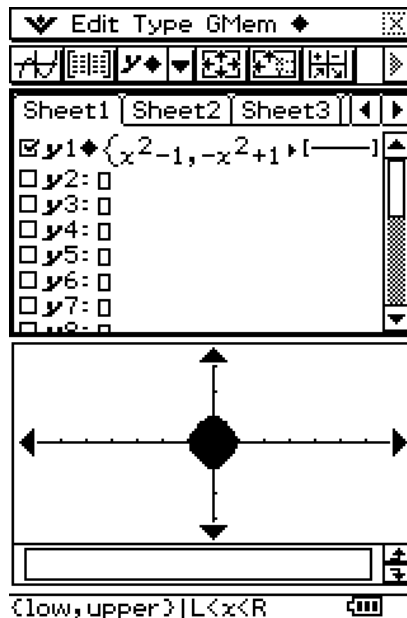 Edit Type GMem ◆
y◆
Sheet1 Sheet2 Sheet3
y1◆{x²-1,-x²+1▸[—]
y2:▯
y3:▯
y4:▯
y5:▯
y6:▯
y7:▯
{low,upper}|L<x<R